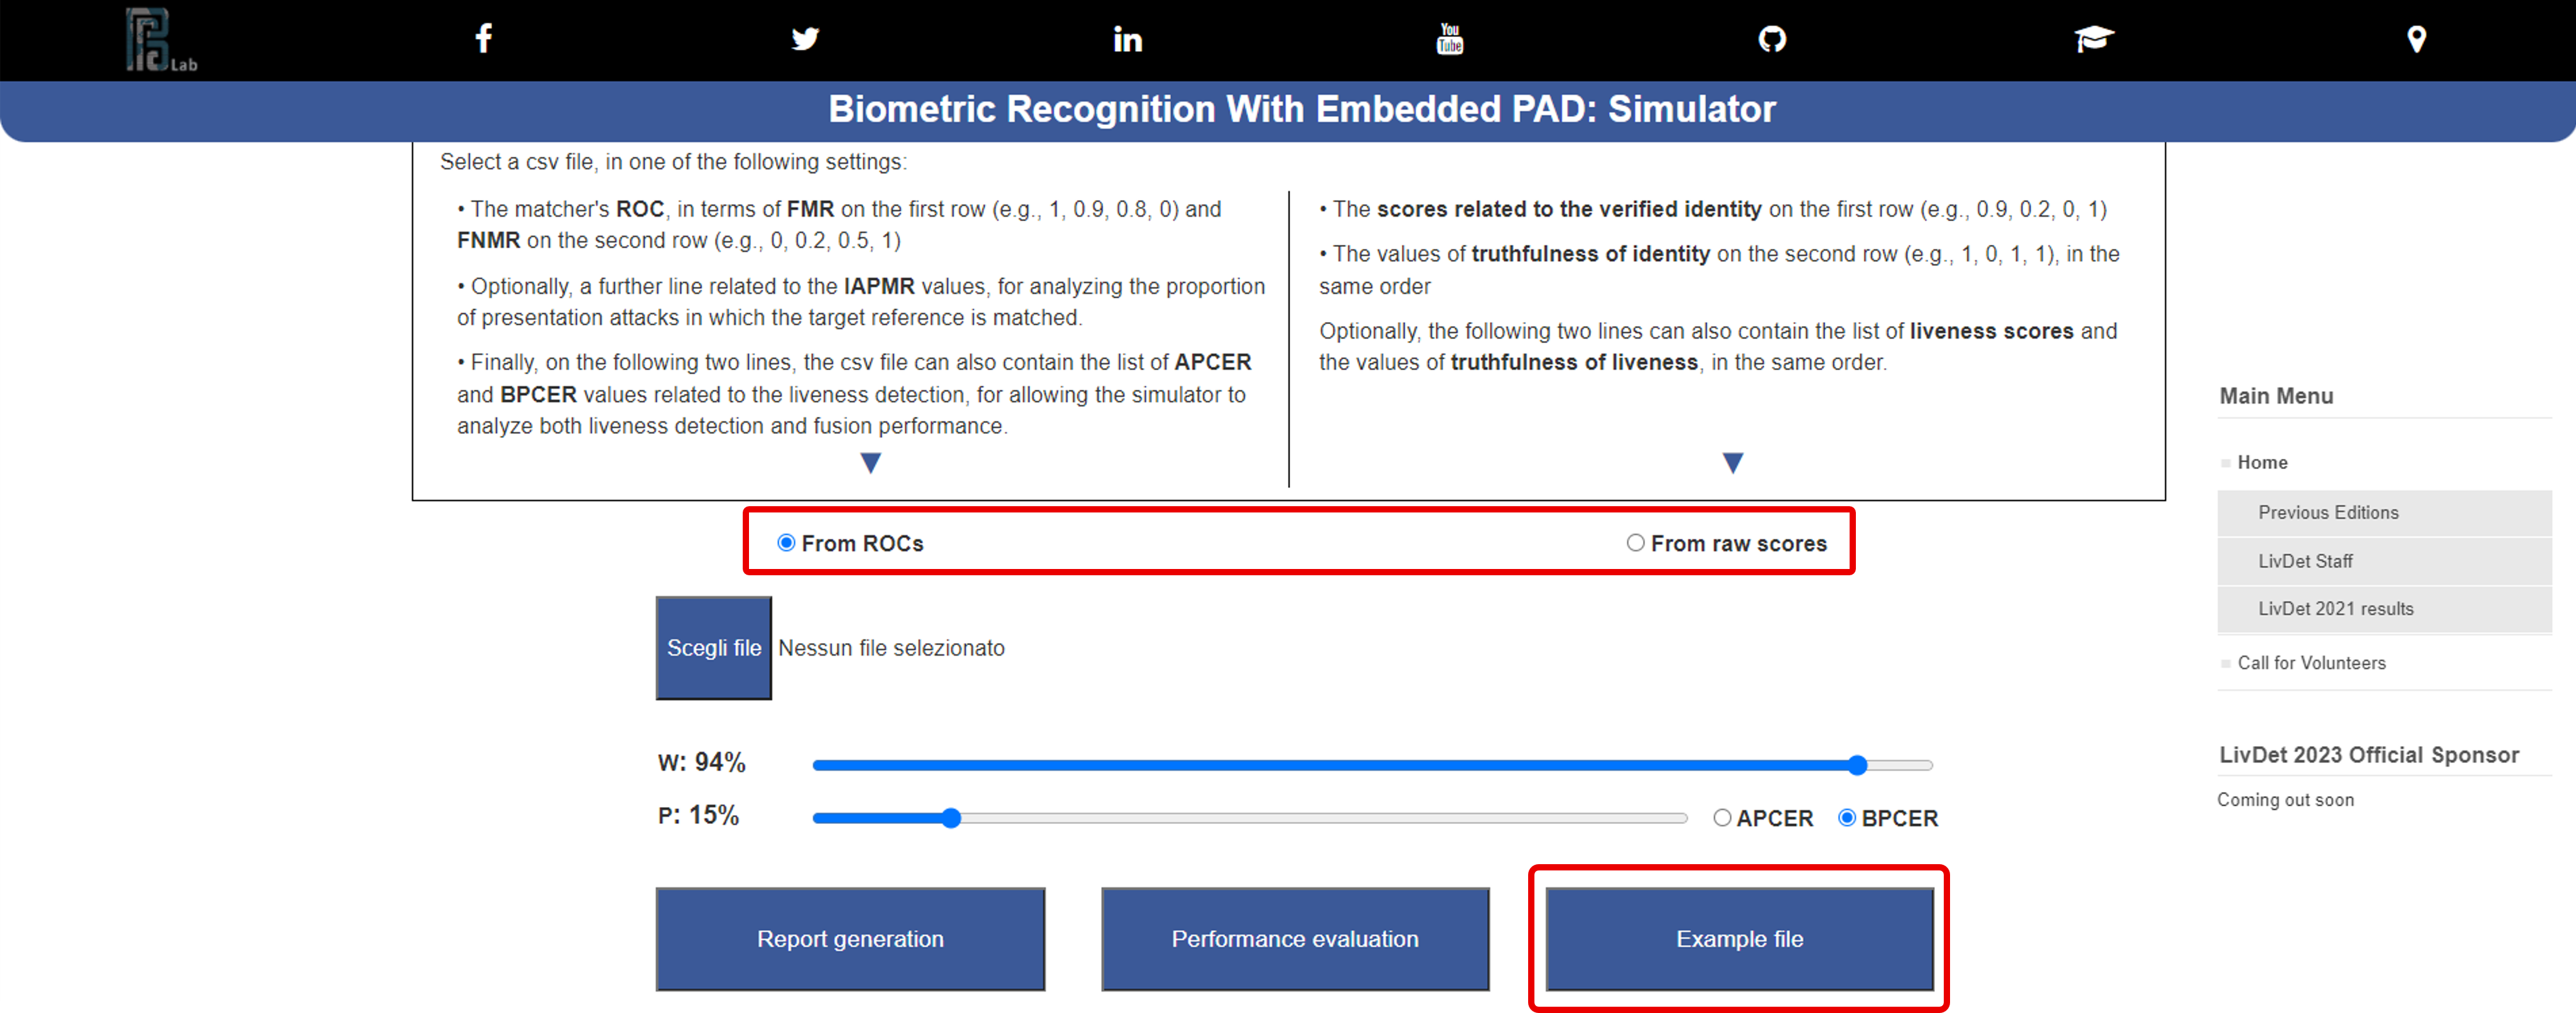 Lab
You
Tube
Biometric Recognition With Embedded PAD: Simulator
Select a csv file, in one of the following settings:
• The matcher's ROC, in terms of FMR on the first row (e.g., 1, 0.9, 0.8, 0) and
FNMR on the second row (e.g., 0, 0.2, 0.5, 1)
• Optionally, a further line related to the IAPMR values, for analyzing the proportion
of presentation attacks in which the target reference is matched.
• Finally, on the following two lines, the csv file can also contain the list of APCER
and BPCER values related to the liveness detection, for allowing the simulator to
analyze both liveness detection and fusion performance.
• The scores related to the verified identity on the first row (e.g., 0.9, 0.2, 0, 1)
• The values of truthfulness of identity on the second row (e.g., 1, 0, 1, 1), in the
same order
Optionally, the following two lines can also contain the list of liveness scores and
the values of truthfulness of liveness, in the same order.
From ROCs
From raw scores
Scegli file
Nessun file selezionato
W: 94%
P: 15%
APCER
BPCER
Report generation
Performance evaluation
Example file
Main Menu
Home
Previous Editions
LivDet Staff
LivDet 2021 results
Call for Volunteers
LivDet 2023 Official Sponsor
Coming out soon